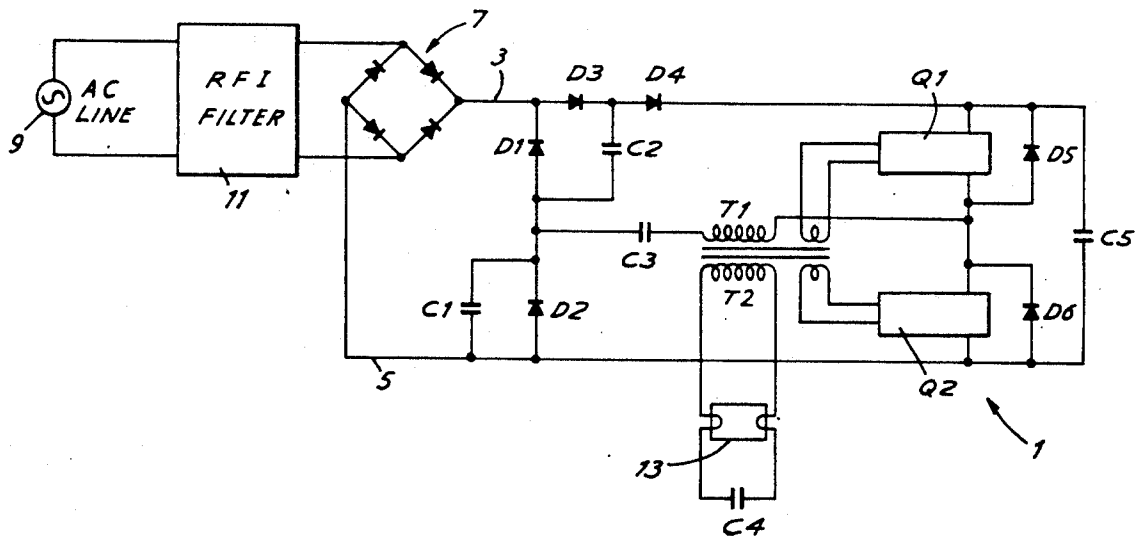 7
3
D3
D4
Q1
AC
LINE
9
RFI
FILTER
11
D1
C2
D5
T1
C3
C5
T2
C1
D2
D6
5
Q2
1
13
C4